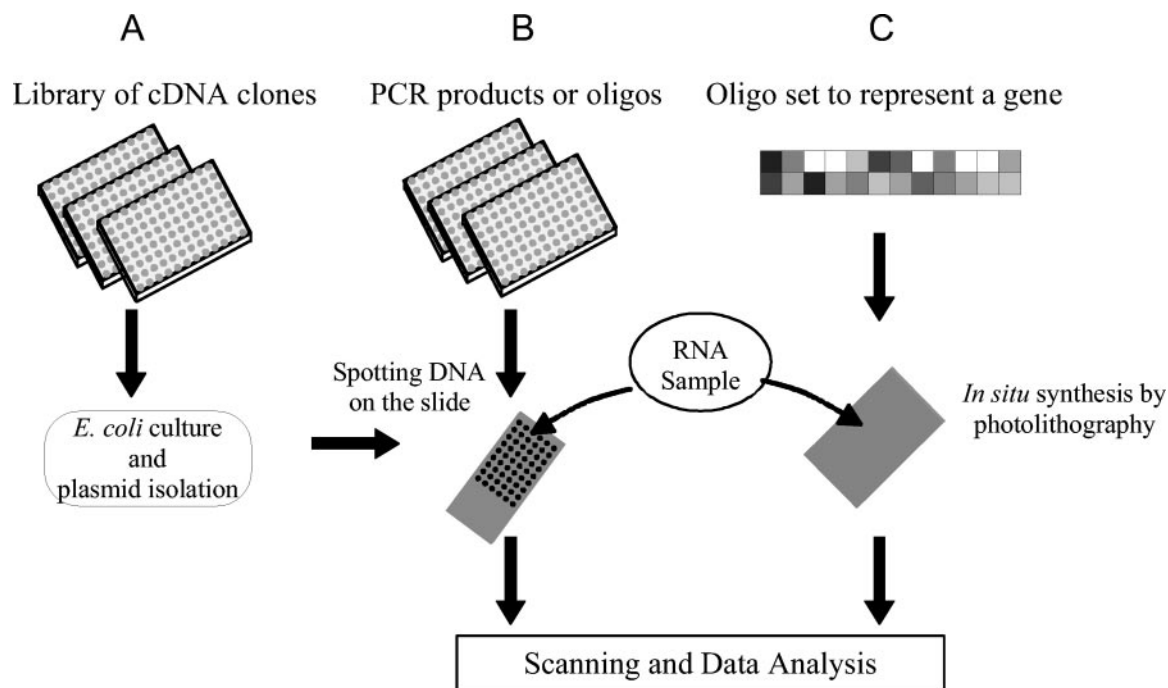 A
B
C
Library of cDNA clones
PCR products or oligos
Oligo set to represent a gene
Spotting DNA
on the slide
RNA
Sample
In situ synthesis by
photolithography
E. coli culture
and
plasmid isolation
Scanning and Data Analysis